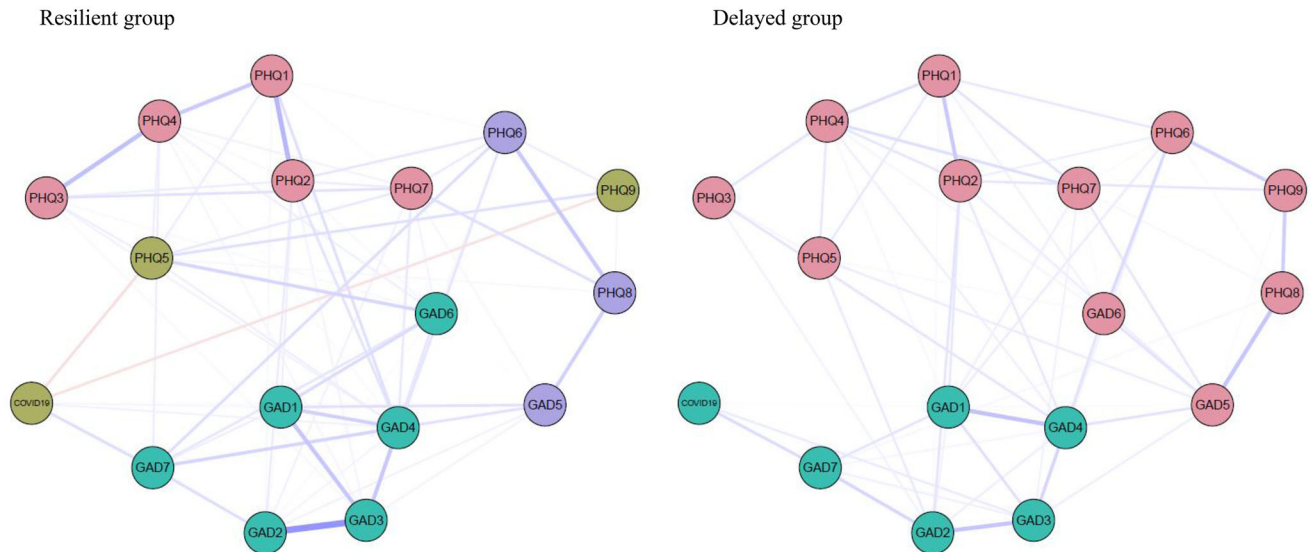 Resilient group
PHQ1
PHQ4
PHQ6
PHQ2
PHQ7
PHQ9
PHQ3
PHQ5
PHQ8
GAD6
COVID19
GAD1
GAD5
GAD4
GAD7
GAD3
GAD2
Delayed group
PHQ1
PHQ4
PHQ6
PHQ2
PHQ7
PHQ9
PHQ3
PHQ5
PHQ8
GAD6
COVID19
GAD1
GAD5
GAD4
GAD7
GAD3
GAD2